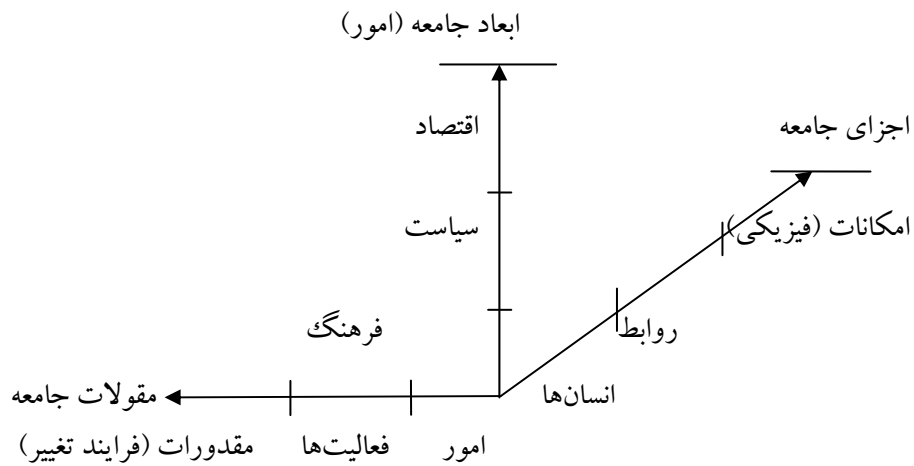 ابعاد جامعه (امور)
اقتصاد
اجزای جامعه
سیاست
امکانات (فیزیکی)
فرهنگ
روابط
انسان‌ها
مقولات جامعه
امور
فعالیت‌ها
مقدورات (فرایند تغییر)